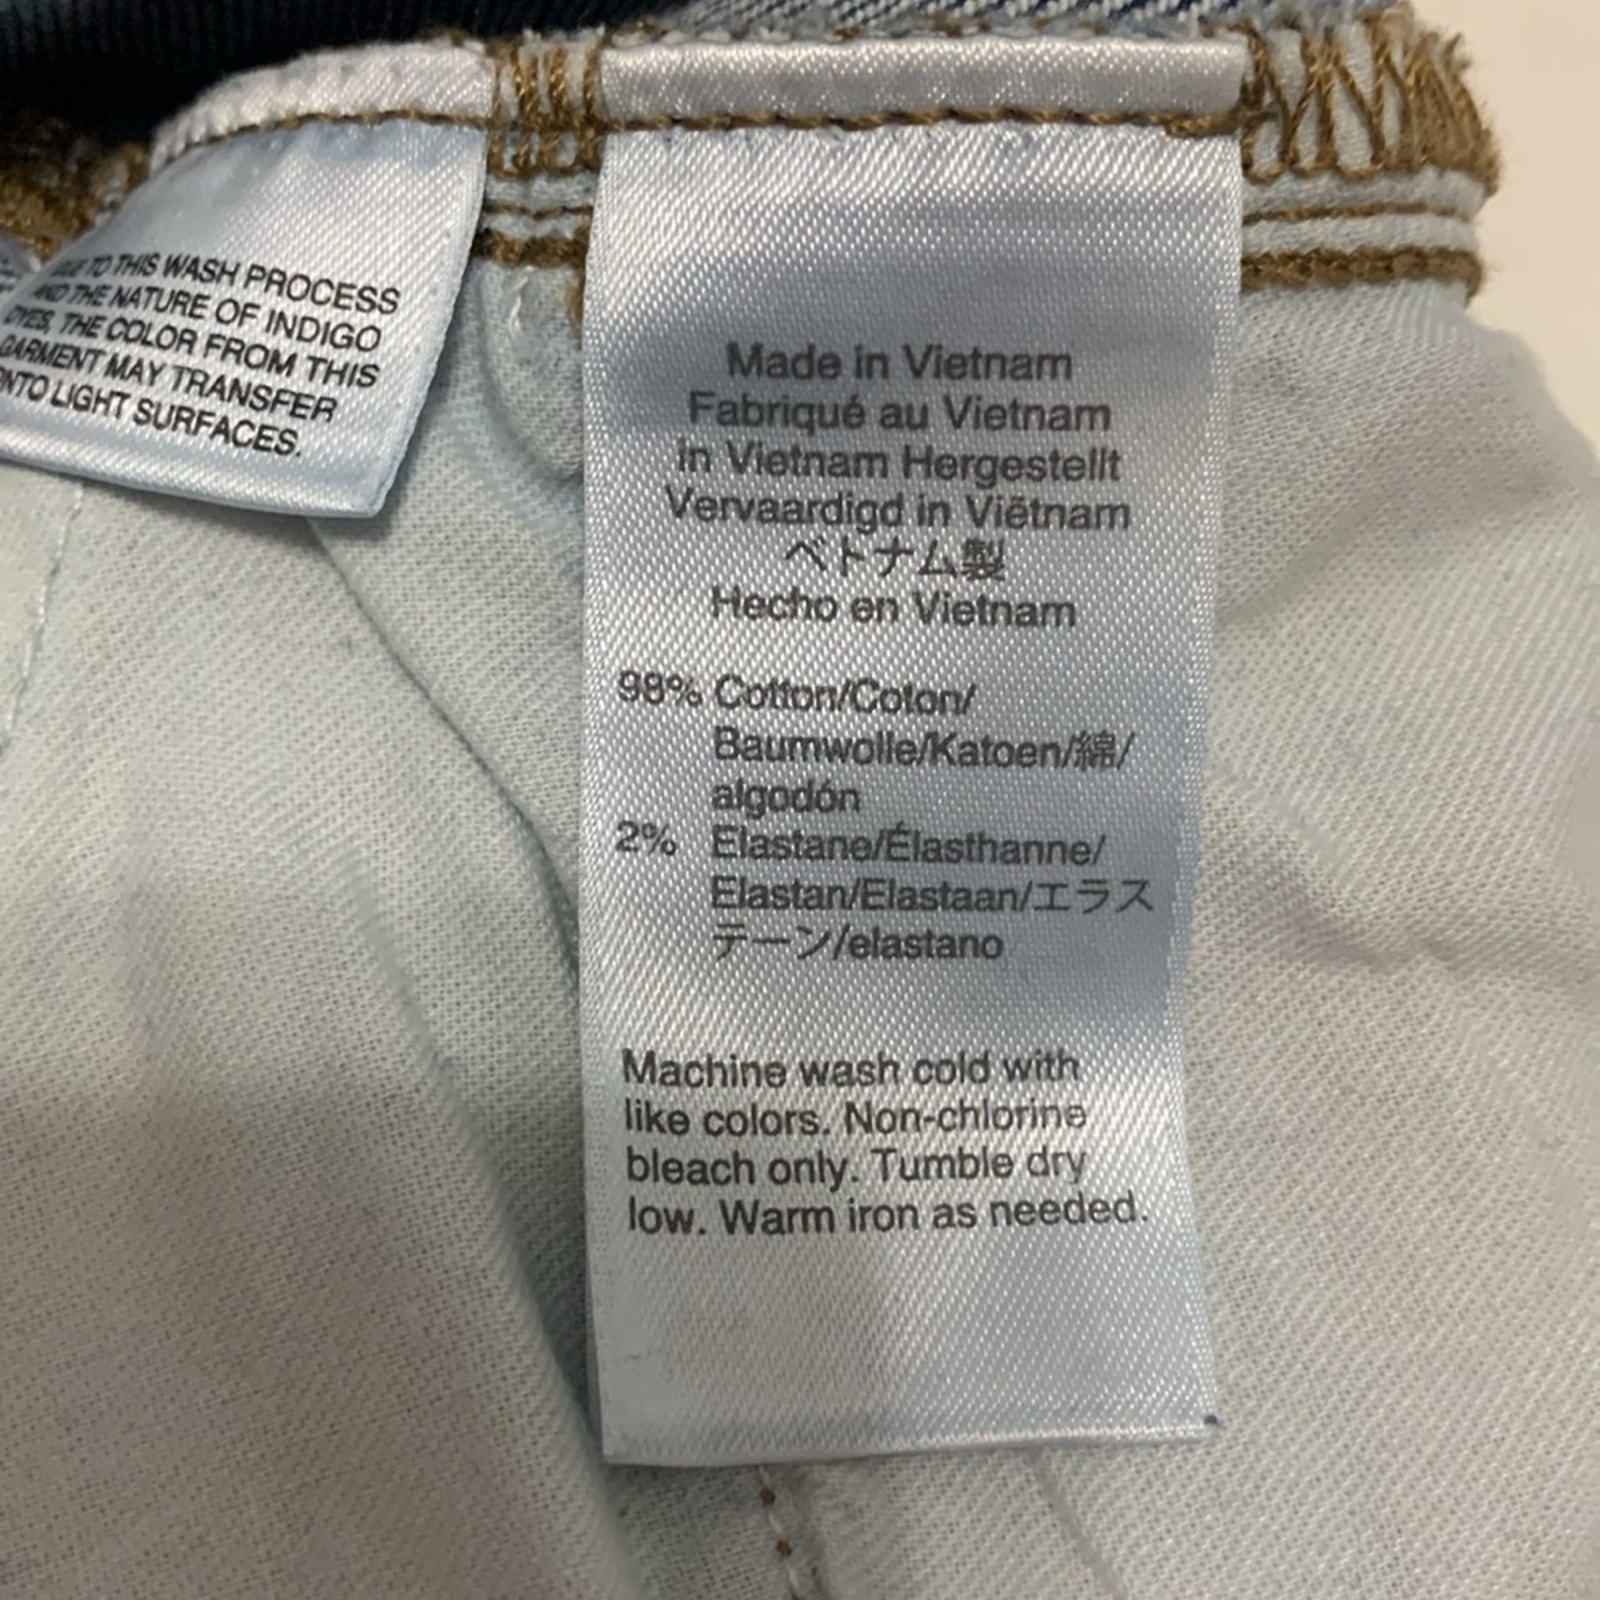 TO THIS WASH PROCESS
AND THE NATURE OF INDIGO
DYES, THE COLOR FROM THIS
GARMENT MAY TRANSFER
ONTO LIGHT SURFACES.
Made in Vietnam
Fabriqué au Vietnam
in Vietnam Hergestellt
Vervaardigd in Viëtnam
ベトナム製
Hecho en Vietnam
98% Cotton/Coton/
Baumwolle/Katoen/綿/
algodón
2% Elastane/Élasthanne/
Elastan/Elastaan/エラス
テーン/elastano
Machine wash cold with
like colors. Non-chlorine
bleach only. Tumble dry
low. Warm iron as needed.